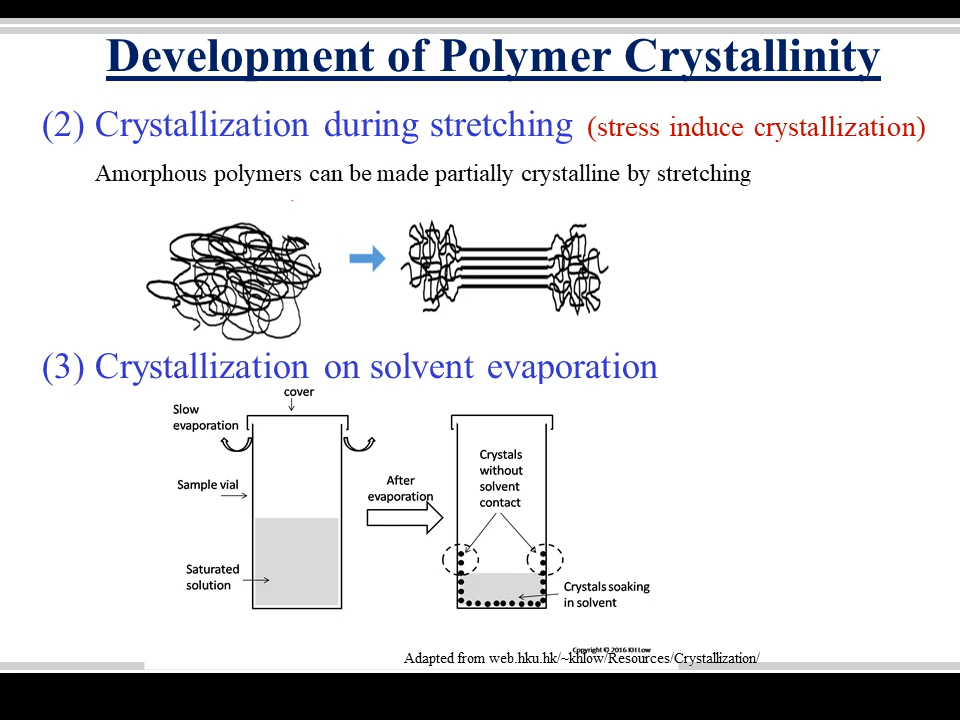 Development of Polymer Crystallinity
(2) Crystallization during stretching (stress induce crystallization)
Amorphous polymers can be made partially crystalline by stretching
(3) Crystallization on solvent evaporation
cover
Slow
evaporation
Sample vial
Saturated
solution
After
evaporation
Crystals
without
solvent
contact
Crystals soaking
in solvent
Copyright © 2016 KH Low
Adapted from web.hku.hk/~khlow/Resources/Crystallization/